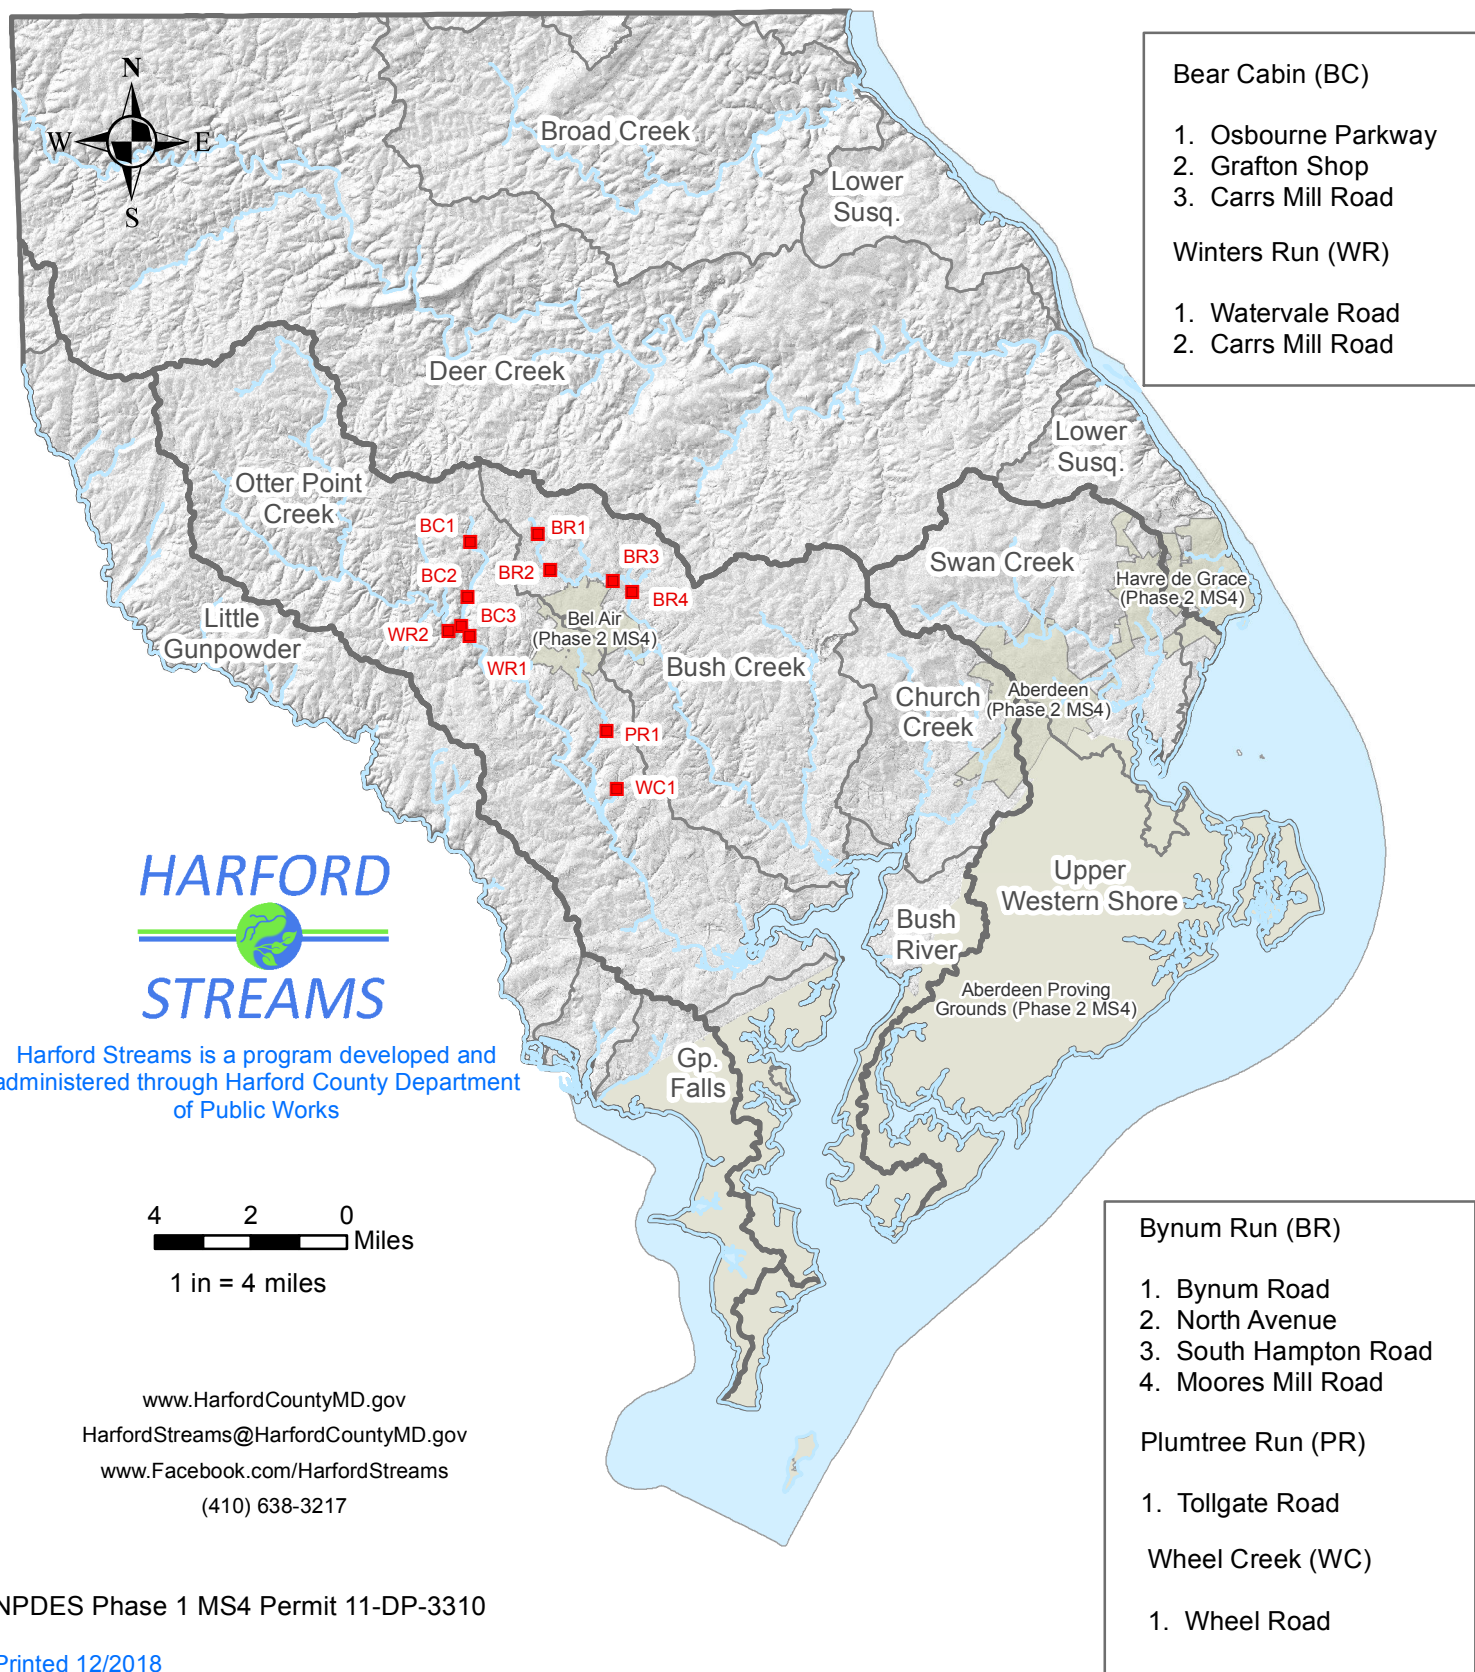 Bear Cabin (BC)
1. Osbourne Parkway
2. Grafton Shop
3. Carrs Mill Road
Winters Run (WR)
1. Watervale Road
2. Carrs Mill Road
N
W
E
S
Broad Creek
Lower
Susq.
Deer Creek
Lower
Susq.
Otter Point
Creek
BC1
BR1
BR3
BC2
BR2
BR4
Swan Creek
Havre de Grace
(Phase 2 MS4)
Little
Gunpowder
BC3
WR2
Bel Air
(Phase 2 MS4)
WR1
Bush Creek
Church
Creek
Aberdeen
(Phase 2 MS4)
PR1
WC1
Upper
Western Shore
Bush
River
Aberdeen Proving
Grounds (Phase 2 MS4)
Gp.
Falls
HARFORD
STREAMS
Harford Streams is a program developed and
administered through Harford County Department
of Public Works
4 2 0
Miles
1 in = 4 miles
www.HarfordCountyMD.gov
HarfordStreams@HarfordCountyMD.gov
www.Facebook.com/HarfordStreams
(410) 638-3217
NPDES Phase 1 MS4 Permit 11-DP-3310
Printed 12/2018
Bynum Run (BR)
1. Bynum Road
2. North Avenue
3. South Hampton Road
4. Moores Mill Road
Plumtree Run (PR)
1. Tollgate Road
Wheel Creek (WC)
1. Wheel Road